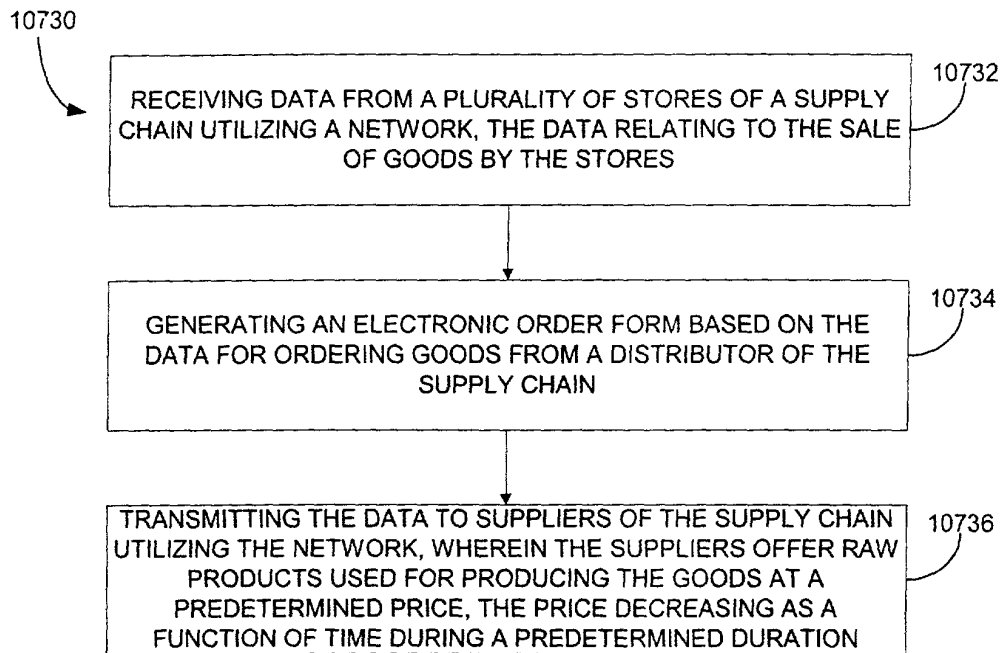 10730
10732
RECEIVING DATA FROM A PLURALITY OF STORES OF A SUPPLY
CHAIN UTILIZING A NETWORK, THE DATA RELATING TO THE SALE
OF GOODS BY THE STORES
10734
GENERATING AN ELECTRONIC ORDER FORM BASED ON THE
DATA FOR ORDERING GOODS FROM A DISTRIBUTOR OF THE
SUPPLY CHAIN
10736
TRANSMITTING THE DATA TO SUPPLIERS OF THE SUPPLY CHAIN
UTILIZING THE NETWORK, WHEREIN THE SUPPLIERS OFFER RAW
PRODUCTS USED FOR PRODUCING THE GOODS AT A
PREDETERMINED PRICE, THE PRICE DECREASING AS A
FUNCTION OF TIME DURING A PREDETERMINED DURATION